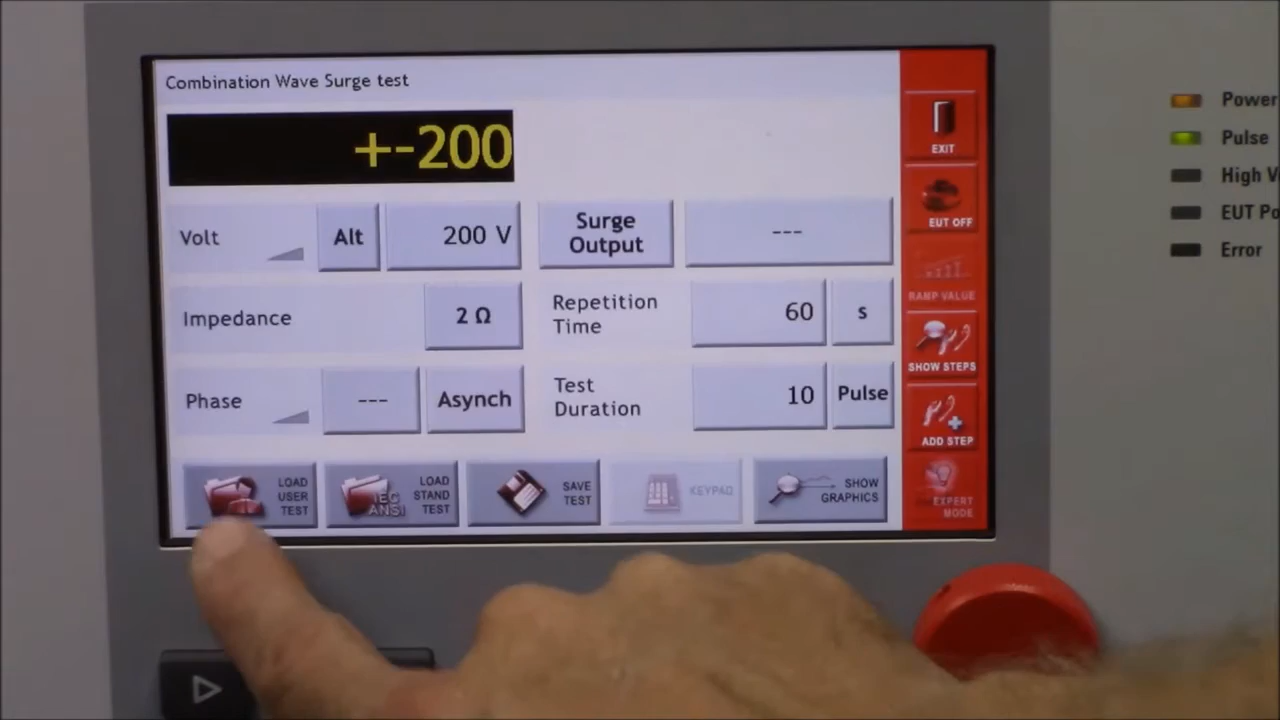 Combination Wave Surge test
+-200
Volt
Alt
200 V
Surge
Output
---
Impedance
2 Ω
Repetition
Time
60
s
Phase
---
Asynch
Test
Duration
10
Pulse
LOAD
USER
TEST
IEC
ANSI
LOAD
STAND
TEST
SAVE
TEST
KEYPAD
SHOW
GRAPHICS
EXIT
EUT OFF
RAMP VALUE
SHOW STEPS
ADD STEP
EXPERT
MODE
Power
Pulse
High V
EUT Po
Error